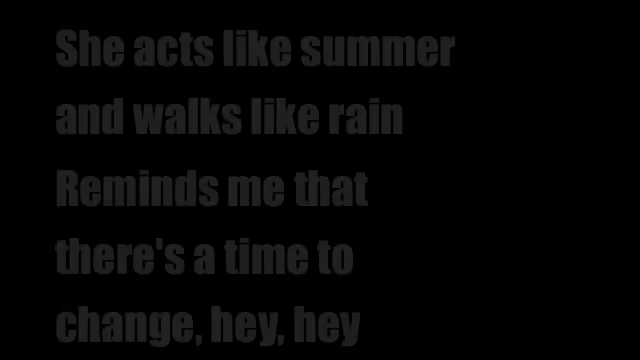 She acts like summer
and walks like rain
Reminds me that
there's a time to
change, hey, hey